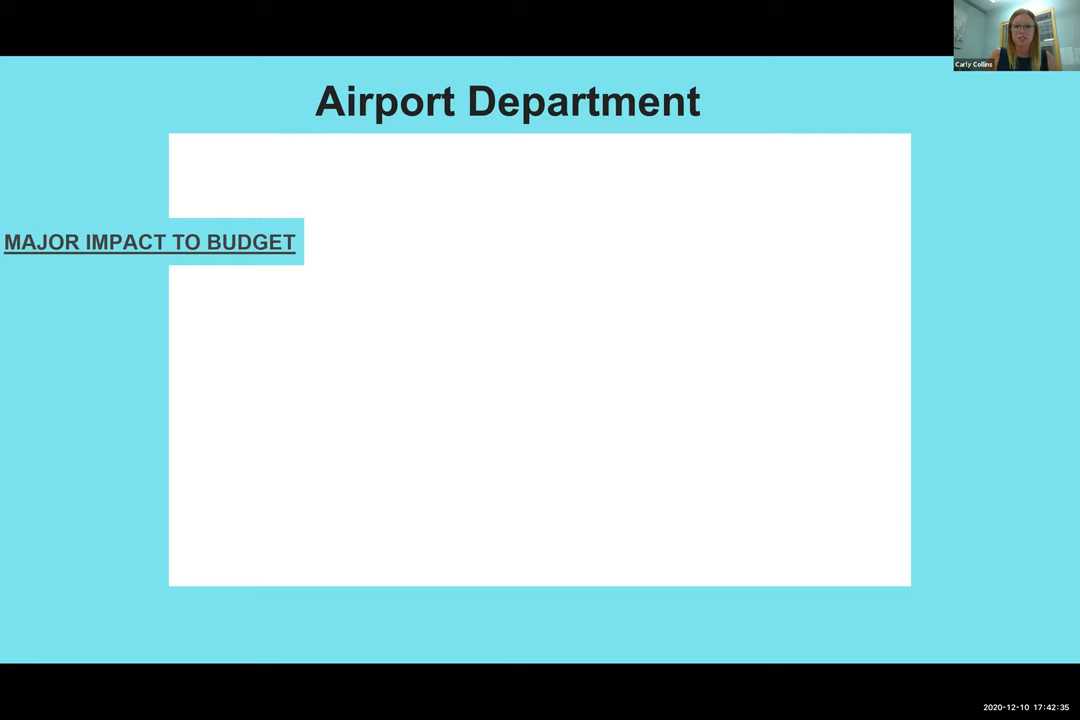 Carly Collins
Airport Department
MAJOR IMPACT TO BUDGET
2020-12-10 17:42:35